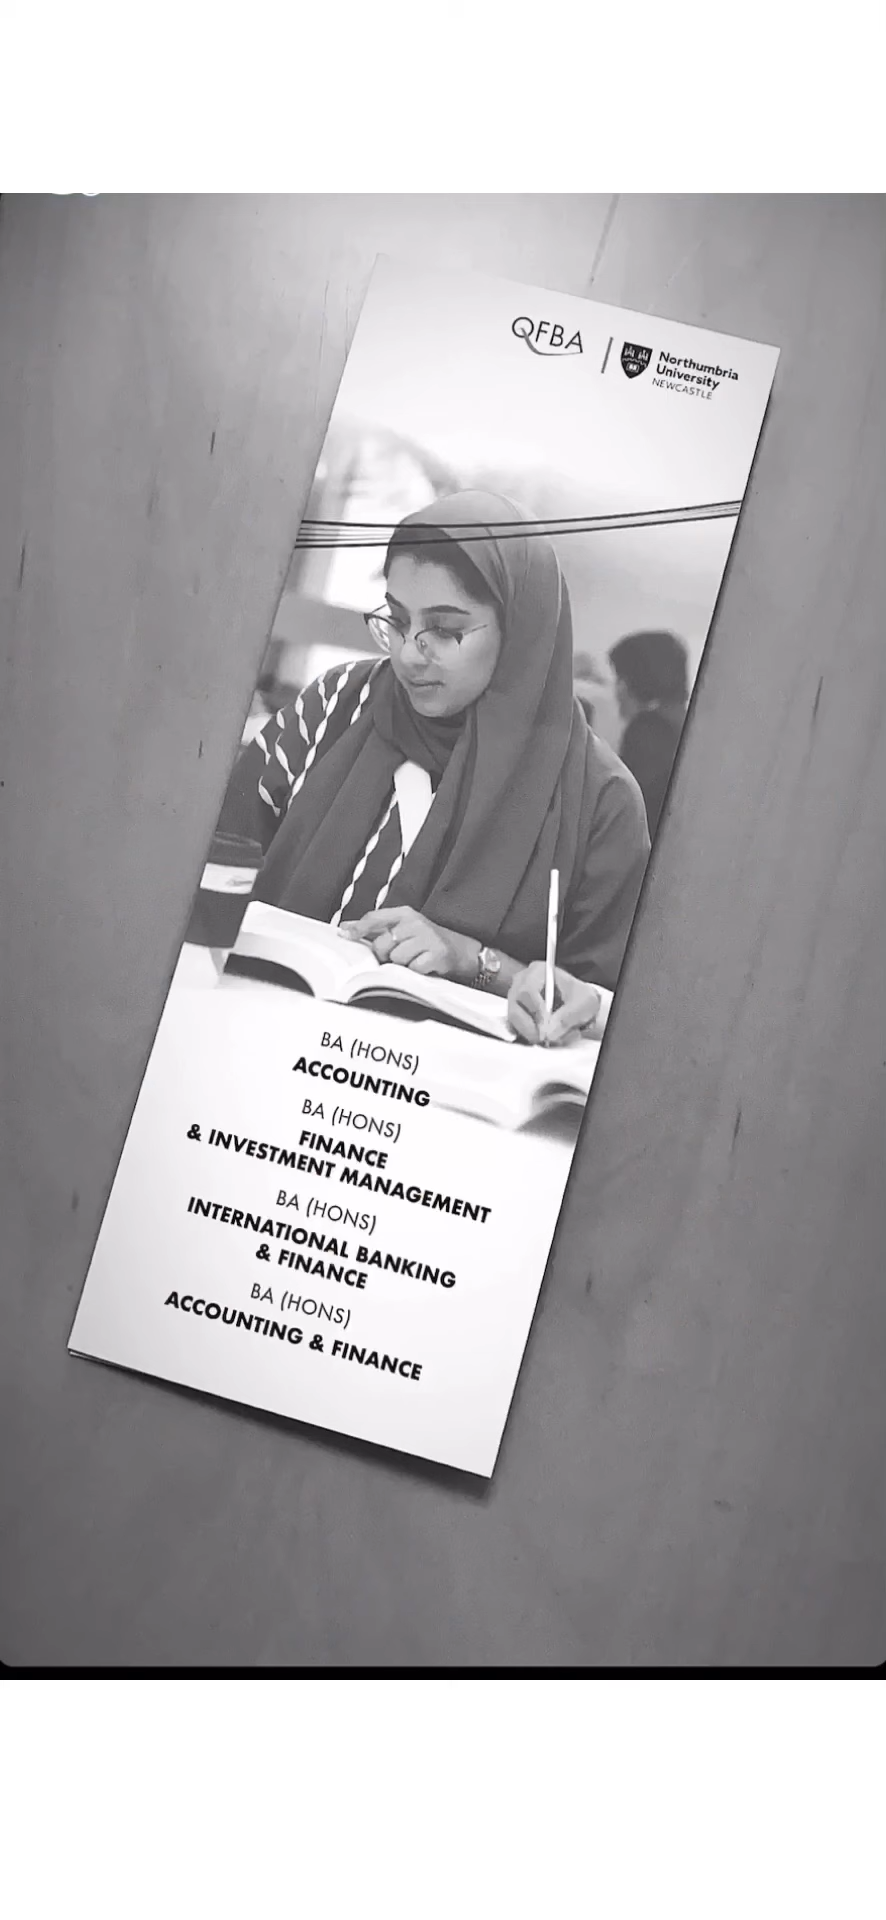 QFBA
Northumbria
University
NEWCASTLE
BA (HONS)
ACCOUNTING
BA (HONS)
FINANCE
& INVESTMENT MANAGEMENT
BA (HONS)
INTERNATIONAL BANKING
& FINANCE
BA (HONS)
ACCOUNTING & FINANCE